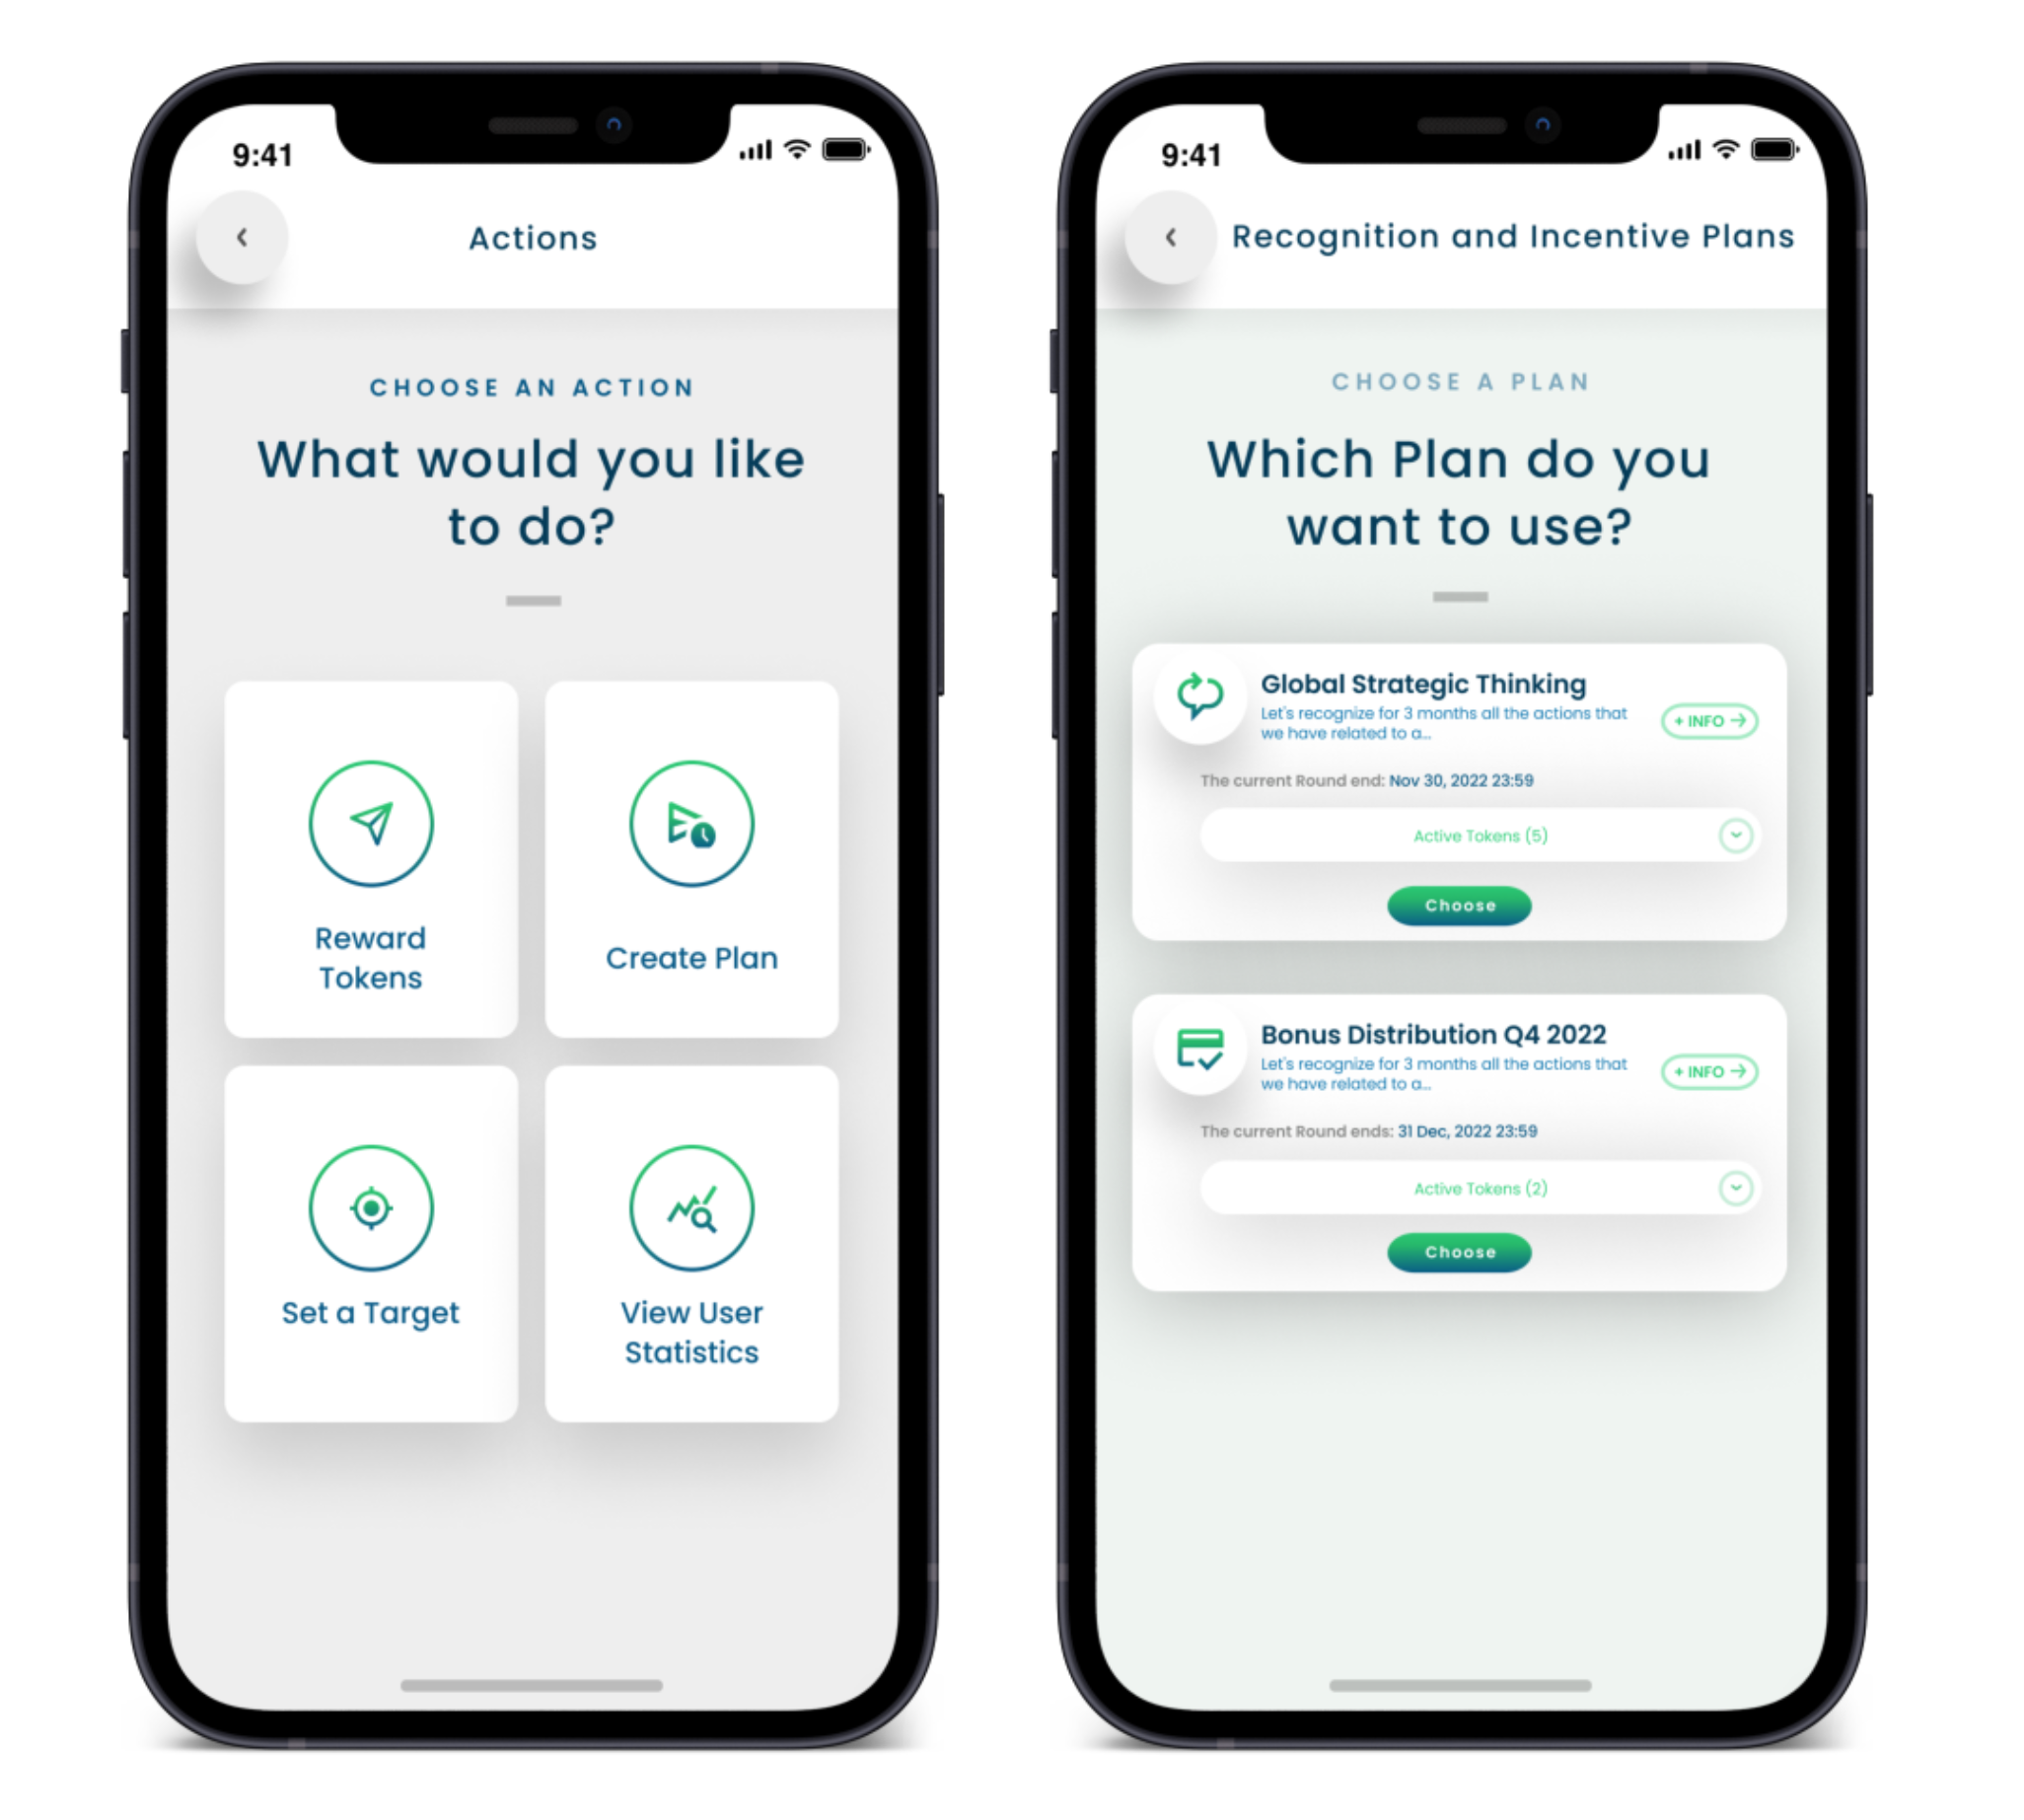 9:41
Actions
CHOOSE AN ACTION
What would you like
to do?
Reward
Tokens
Create Plan
Set a Target
View User
Statistics
9:41
Recognition and Incentive Plans
CHOOSE A PLAN
Which Plan do you
want to use?
Global Strategic Thinking
Let's recognize for 3 months all the actions that
we have related to a...
+ INFO →
The current Round end: Nov 30, 2022 23:59
Active Tokens (5)
Choose
Bonus Distribution Q4 2022
Let's recognize for 3 months all the actions that
we have related to a...
+ INFO →
The current Round ends: 31 Dec, 2022 23:59
Active Tokens (2)
Choose